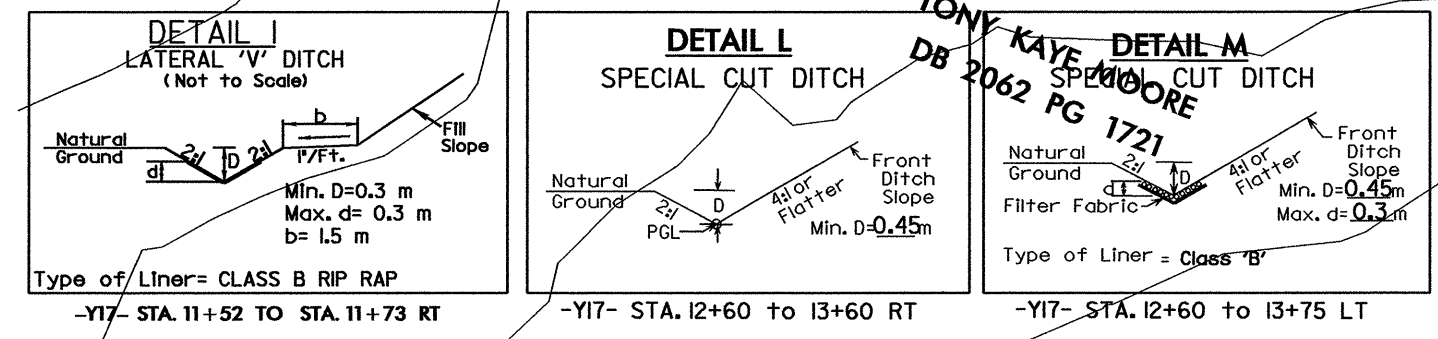 DETAIL I
LATERAL 'V' DITCH
(Not to Scale)
Natural
Ground
2:1
D
2:1
d
b
1"/Ft.
Fill
Slope
Min. D=0.3 m
Max. d= 0.3 m
b= 1.5 m
Type of Liner= CLASS B RIP RAP
-Y17- STA. 11+52 TO STA. 11+73 RT
DETAIL L
SPECIAL CUT DITCH
Natural
Ground
2:1
D
PGL
4:1 or
Flatter
Front
Ditch
Slope
Min. D=0.45m
-Y17- STA. 12+60 to 13+60 RT
TONY KAYE MOORE
DB 2062 PG 1721
DETAIL M
SPECIAL CUT DITCH
Natural
Ground
2:1
D
d
Filter Fabric
4:1 or
Flatter
Front
Ditch
Slope
Min. D=0.45m
Max. d= 0.3 m
Type of Liner = Class 'B'
-Y17- STA. 12+60 to 13+75 LT